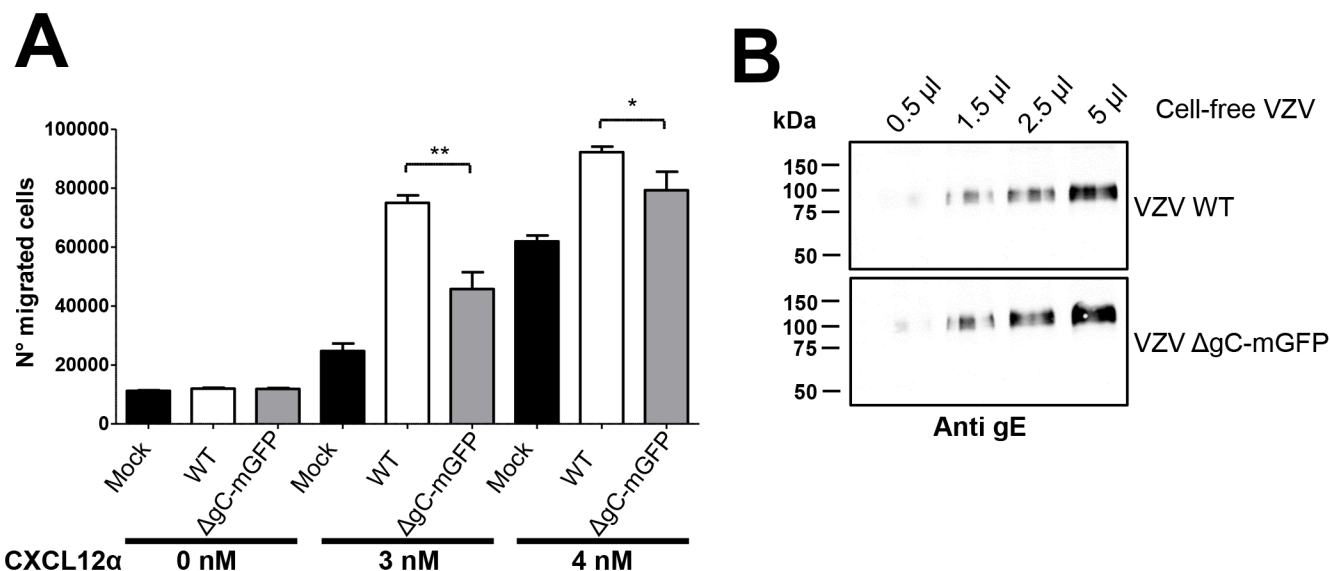 A
N° migrated cells
100000
80000
60000
40000
20000
0
**
*
Mock
WT
ΔgC-mGFP
Mock
WT
ΔgC-mGFP
Mock
WT
ΔgC-mGFP
CXCL12α 0 nM 3 nM 4 nM
B
kDa 0.5 µl 1.5 µl 2.5 µl 5 µl Cell-free VZV
150
100
75
50
VZV WT
150
100
75
50
VZV ΔgC-mGFP
Anti gE